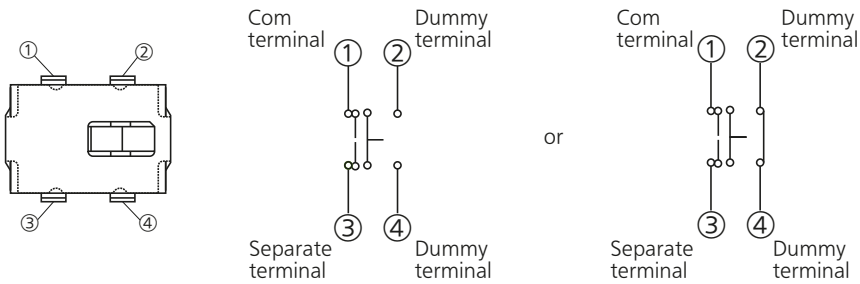 ①
②
③
④
Com
terminal
①
②
Dummy
terminal
Separate
terminal
③
④
Dummy
terminal
or
Com
terminal
①
②
Dummy
terminal
Separate
terminal
③
④
Dummy
terminal